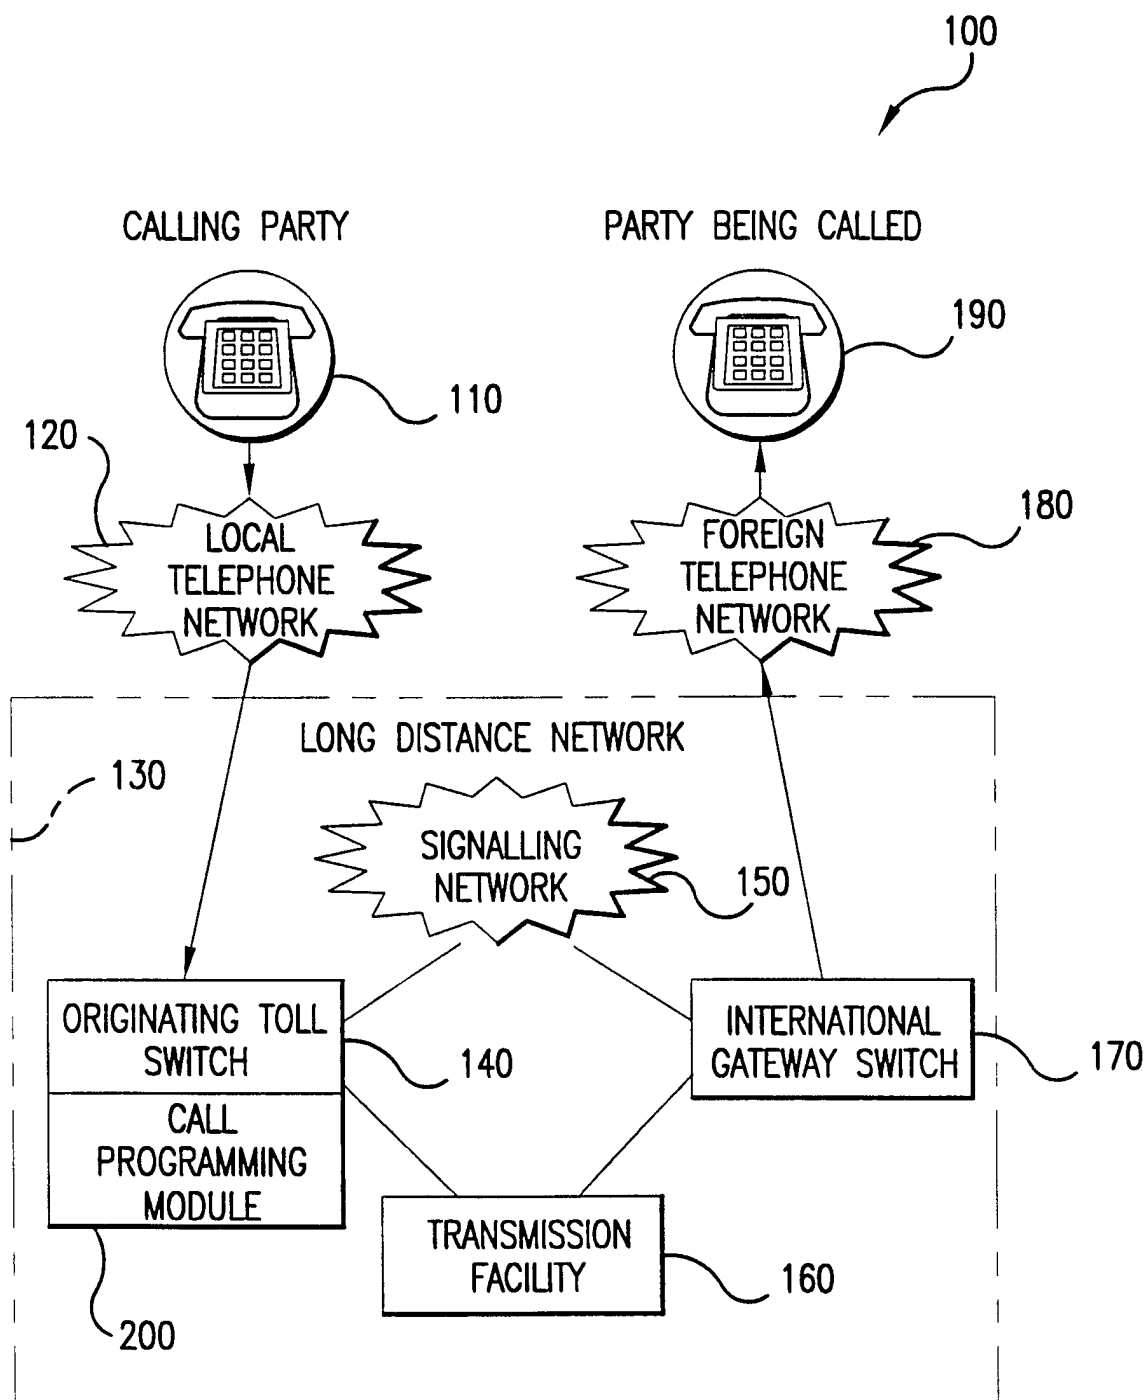 100
CALLING PARTY
PARTY BEING CALLED
190
110
120
LOCAL
TELEPHONE
NETWORK
FOREIGN
TELEPHONE
NETWORK
180
LONG DISTANCE NETWORK
130
SIGNALLING
NETWORK
150
ORIGINATING TOLL
SWITCH
140
INTERNATIONAL
GATEWAY SWITCH
170
CALL
PROGRAMMING
MODULE
200
TRANSMISSION
FACILITY
160